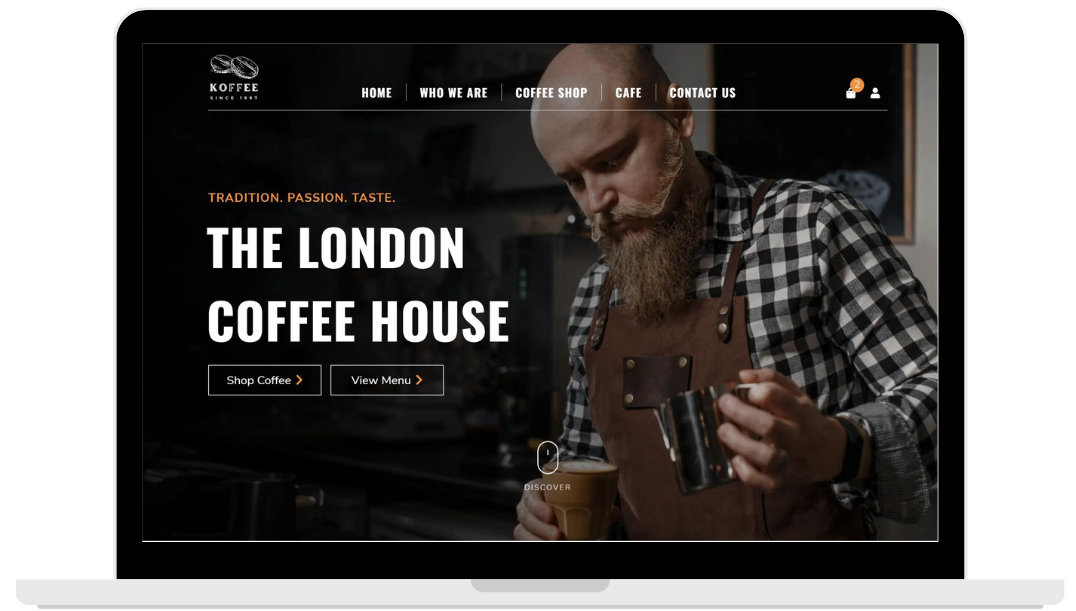 KOFFEE
SINCE 1997
HOME
WHO WE ARE
COFFEE SHOP
CAFE
CONTACT US
2
TRADITION. PASSION. TASTE.
THE LONDON
COFFEE HOUSE
Shop Coffee
View Menu
DISCOVER